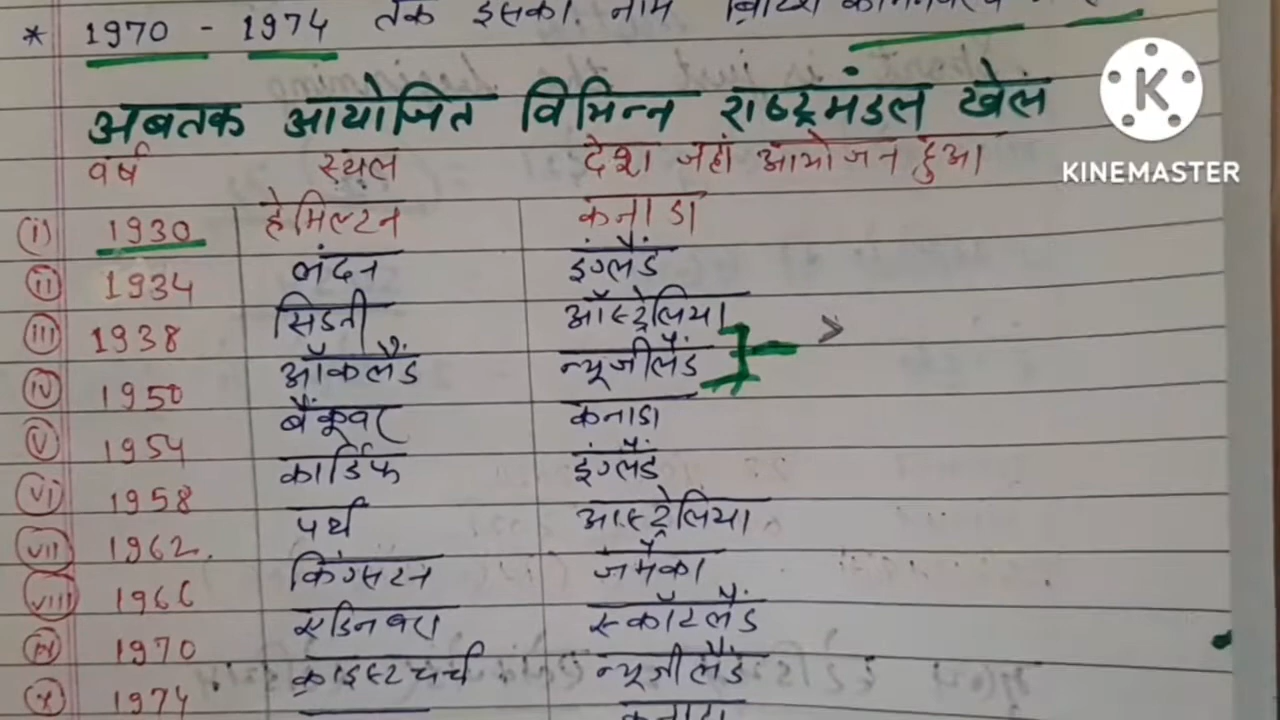 * 1970 - 1974 तक इसका नाम ब्रिटिश
अबतक आयोजित विभिन्न राष्ट्रमंडल खेल
वर्ष स्थल देश जहां आयोजन हुआ
K
KINEMASTER
(i) 1930 हेमिल्टन कनाडा
(ii) 1934 लंदन इंग्लैंड
(iii) 1938 सिडनी ऑस्ट्रेलिया
(iv) 1950 ऑकलैंड न्यूजीलैंड
(v) 1954 बैंकूवर कनाडा
(vi) 1958 कार्डिफ इंग्लैंड
(vii) 1962 पर्थ आस्ट्रेलिया
(viii) 1966 किंग्सटन जमैका
(ix) 1970 एडिनबरा स्कॉटलैंड
(x) 1974 क्राइस्टचर्च न्यूजीलैंड
कनाडा